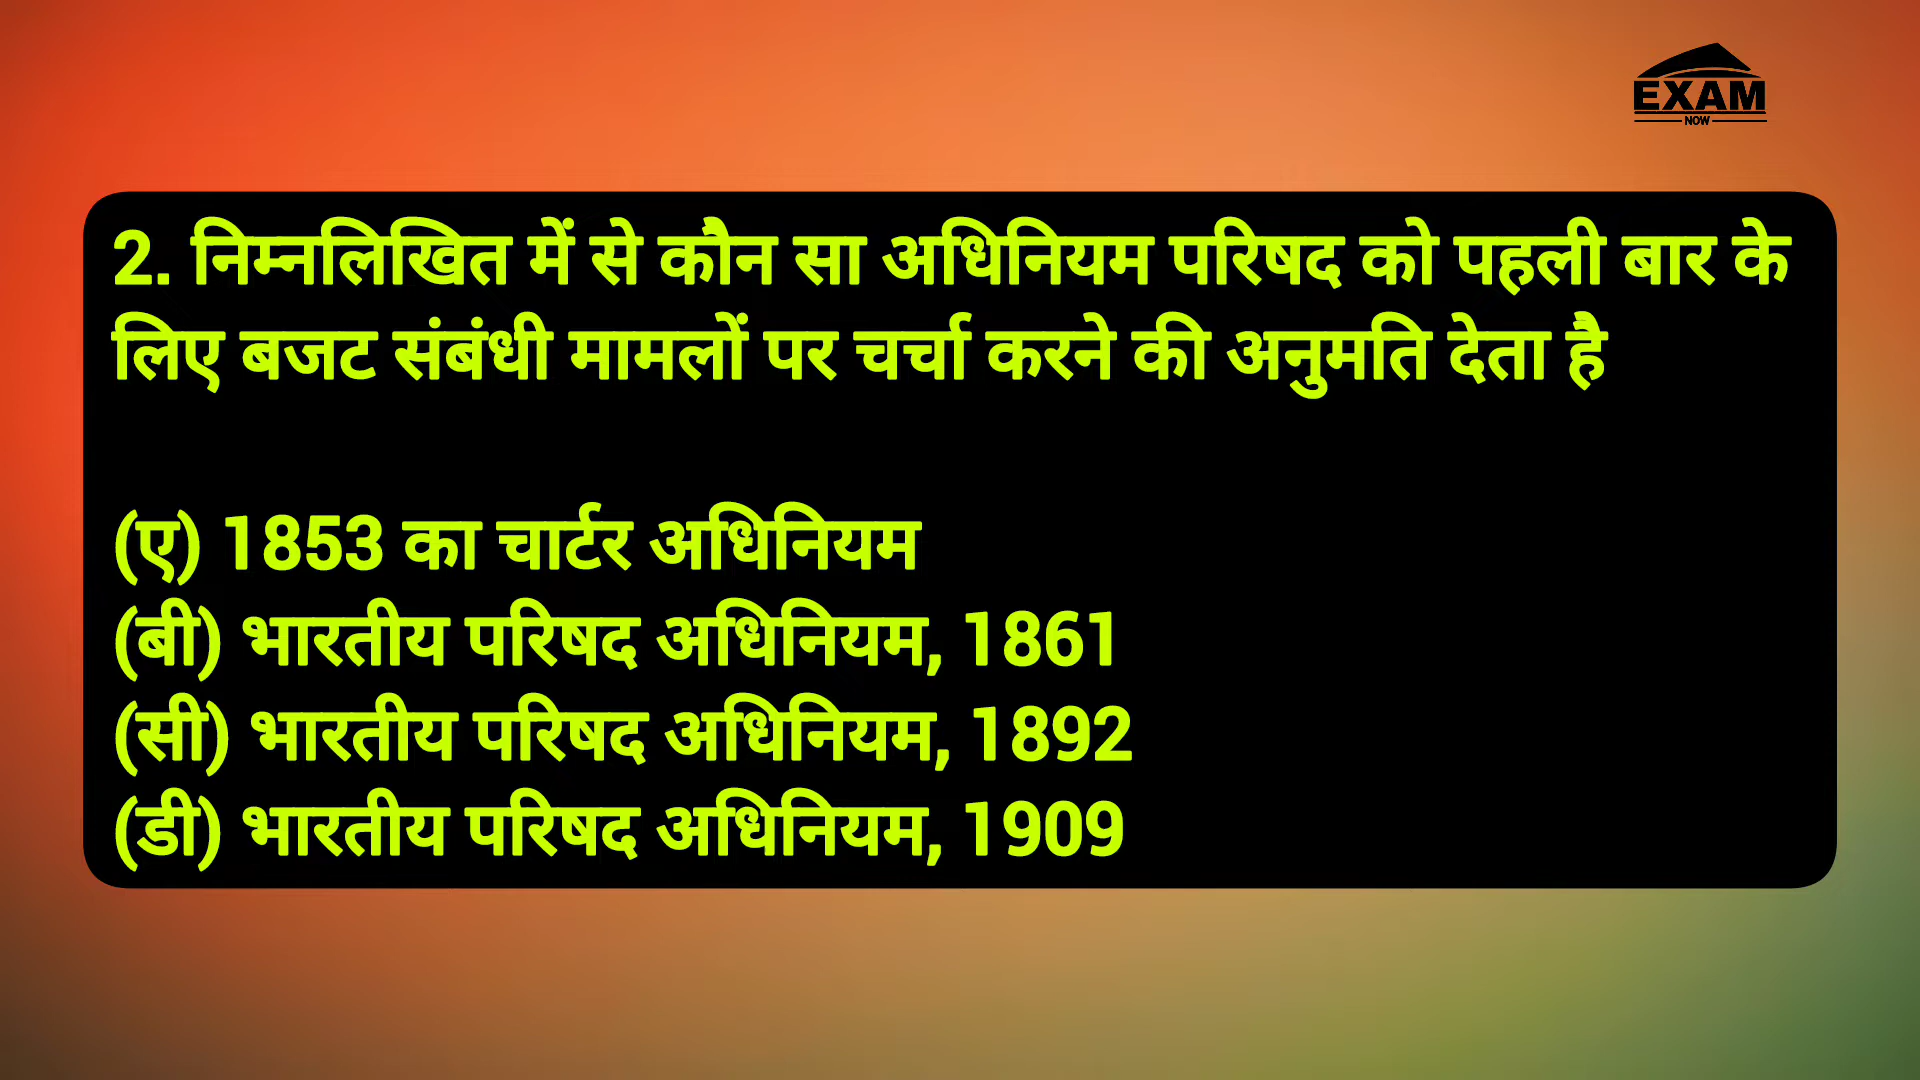 EXAM
NOW
2. निम्नलिखित में से कौन सा अधिनियम परिषद को पहली बार के
लिए बजट संबंधी मामलों पर चर्चा करने की अनुमति देता है
(ए) 1853 का चार्टर अधिनियम
(बी) भारतीय परिषद अधिनियम, 1861
(सी) भारतीय परिषद अधिनियम, 1892
(डी) भारतीय परिषद अधिनियम, 1909